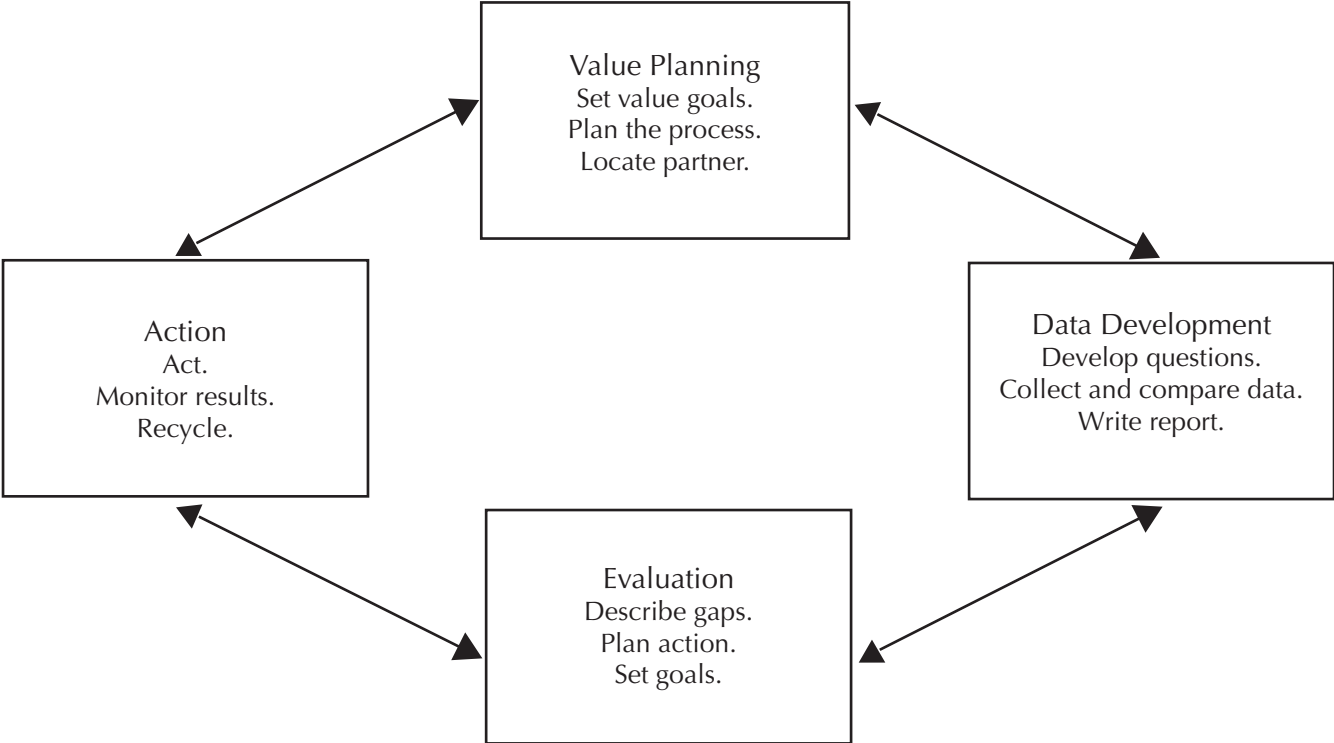 Value Planning
Set value goals.
Plan the process.
Locate partner.
Action
Act.
Monitor results.
Recycle.
Data Development
Develop questions.
Collect and compare data.
Write report.
Evaluation
Describe gaps.
Plan action.
Set goals.